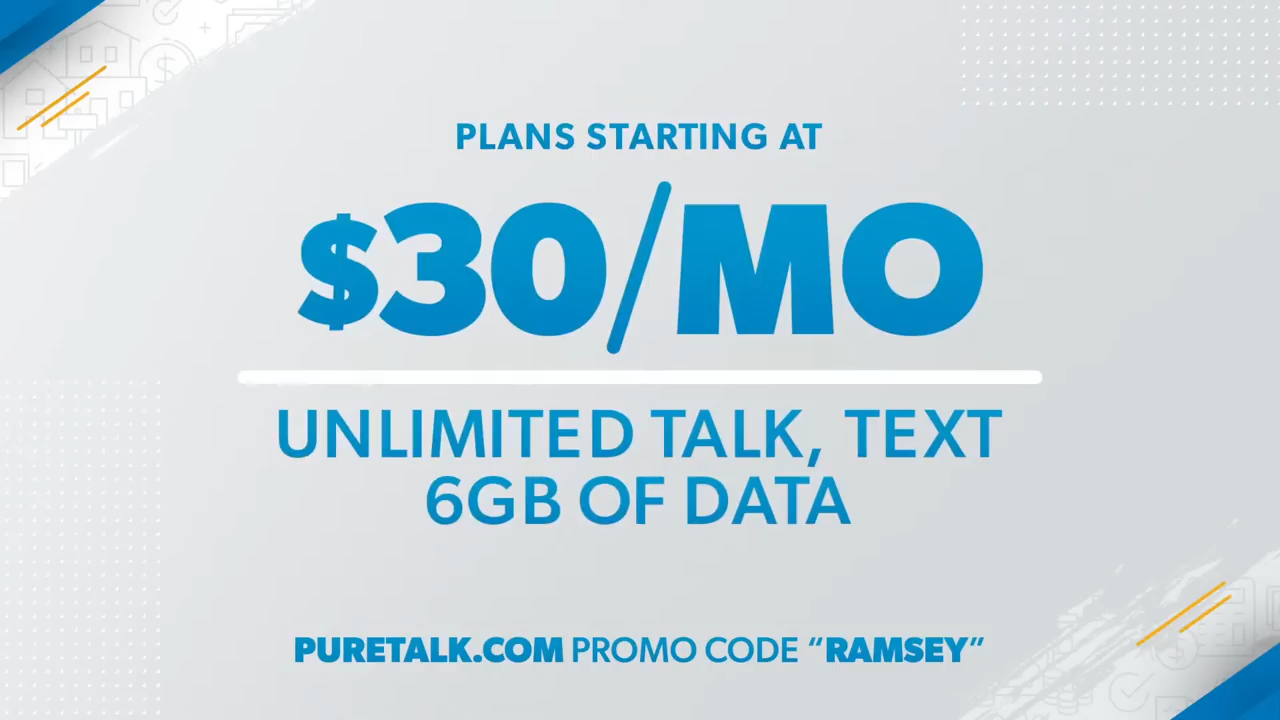 PLANS STARTING AT
$30/MO
UNLIMITED TALK, TEXT
6GB OF DATA
PURETALK.COM PROMO CODE “RAMSEY”